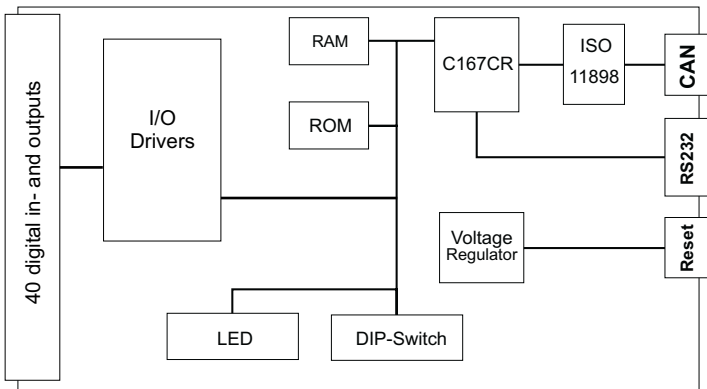 40 digital in- and outputs
I/O
Drivers
RAM
ROM
C167CR
ISO
11898
CAN
RS232
Voltage
Regulator
Reset
LED
DIP-Switch